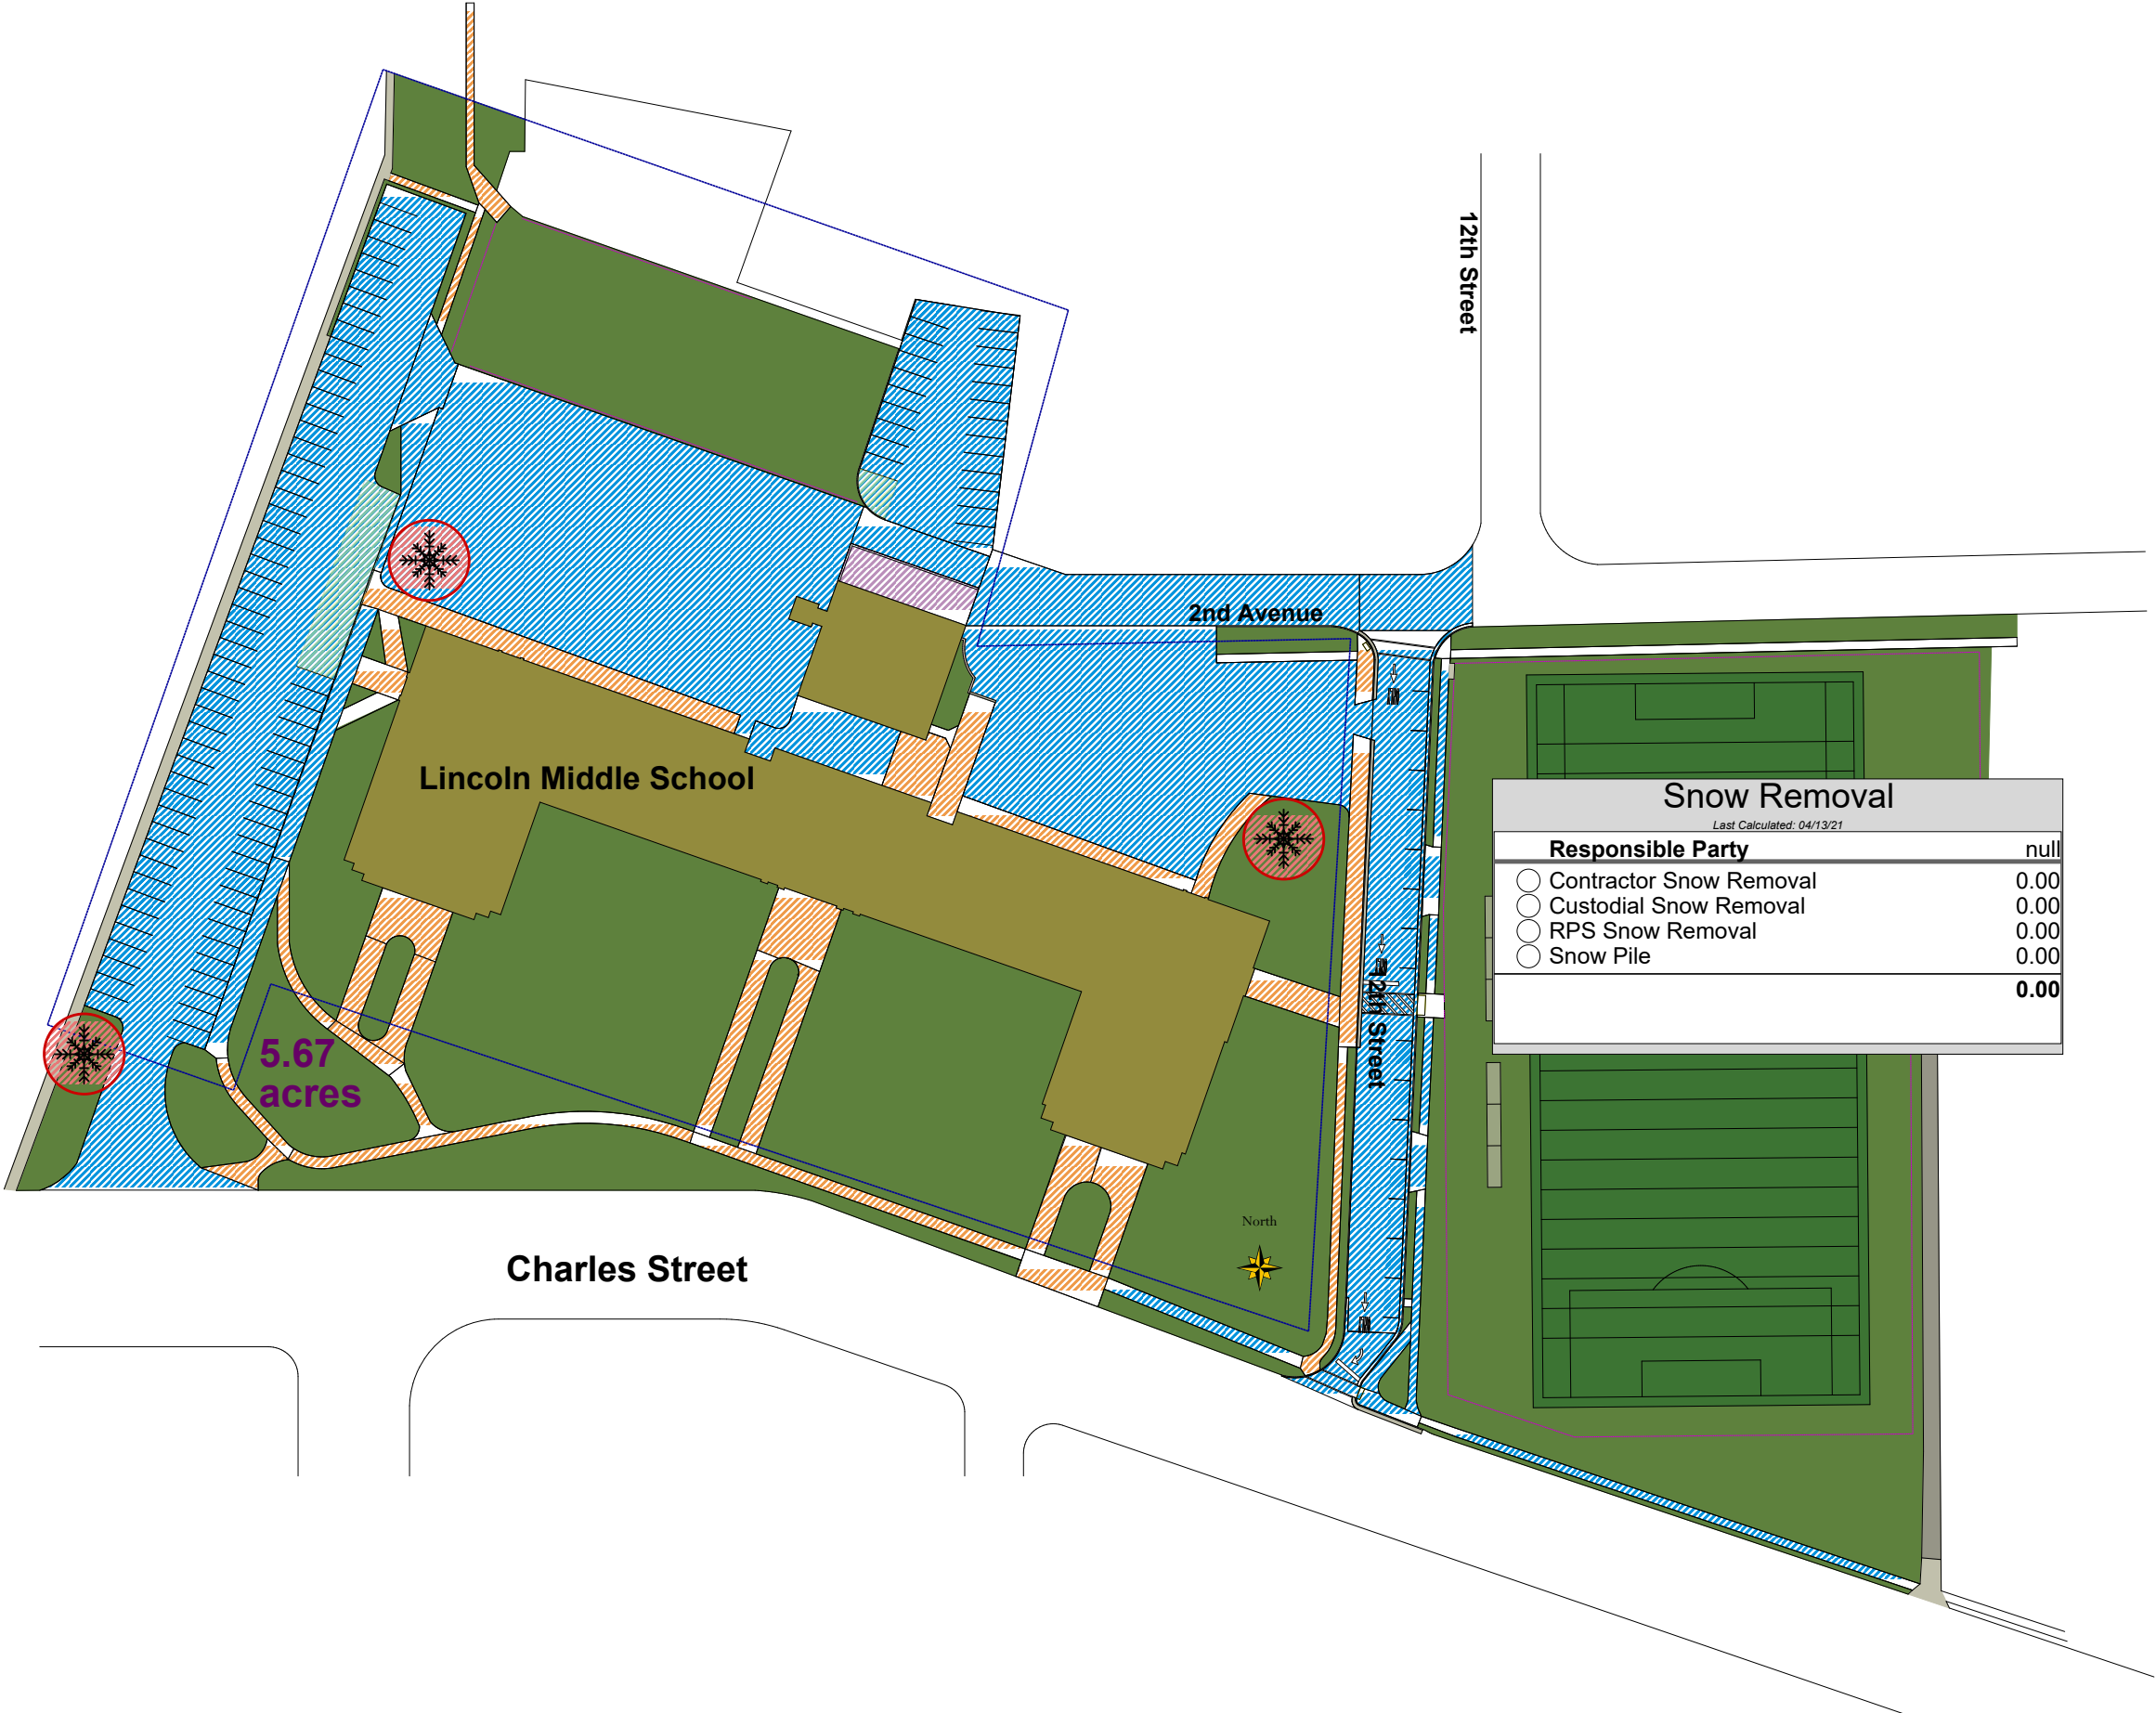 12th Street
2nd Avenue
Lincoln Middle School
Snow Removal
Last Calculated: 04/13/21
Responsible Party null
Contractor Snow Removal 0.00
Custodial Snow Removal 0.00
RPS Snow Removal 0.00
Snow Pile 0.00
0.00
12th Street
5.67
acres
North
Charles Street